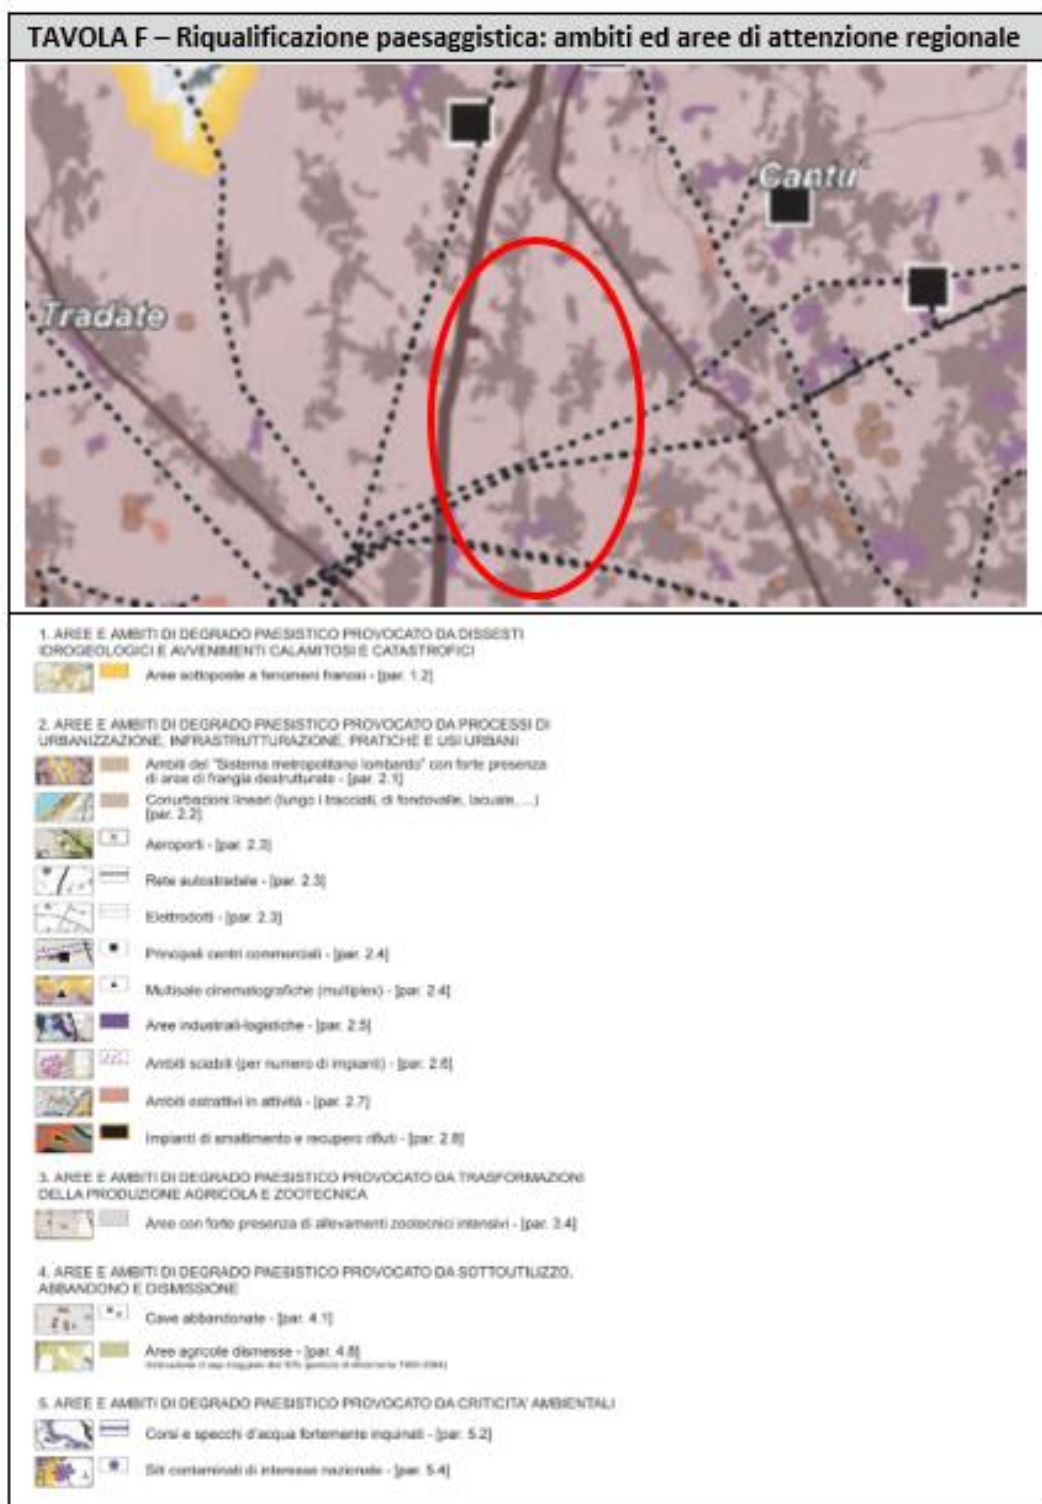 TAVOLA F – Riqualificazione paesaggistica: ambiti ed aree di attenzione regionale
Cantu'
Tradate
1. AREE E AMBITI DI DEGRADO PAESISTICO PROVOCATO DA DISSESTI
IDROGEOLOGICI E AVVENIMENTI CALAMITOSI E CATASTROFICI
Aree sottoposte a fenomeni franosi - [par. 1.2]
2. AREE E AMBITI DI DEGRADO PAESISTICO PROVOCATO DA PROCESSI DI
URBANIZZAZIONE, INFRASTRUTTURAZIONE, PRATICHE E USI URBANI
Ambiti del "Sistema metropolitano lombardo" con forte presenza
di aree di frangia destrutturate - [par. 2.1]
Conurbazioni lineari (lungo i tracciati, di fondovalle, lacuale, ...)
[par. 2.2]
Aeroporti - [par. 2.3]
Rete autostradale - [par. 2.3]
Elettrodotti - [par. 2.3]
Principali centri commerciali - [par. 2.4]
Multisale cinematografiche (multiplex) - [par. 2.4]
Aree industriali-logistiche - [par. 2.5]
Ambiti sciabili (per numero di impianti) - [par. 2.6]
Ambiti estrattivi in attività - [par. 2.7]
Impianti di smaltimento e recupero rifiuti - [par. 2.8]
3. AREE E AMBITI DI DEGRADO PAESISTICO PROVOCATO DA TRASFORMAZIONI
DELLA PRODUZIONE AGRICOLA E ZOOTECNICA
Aree con forte presenza di allevamenti zootecnici intensivi - [par. 3.4]
4. AREE E AMBITI DI DEGRADO PAESISTICO PROVOCATO DA SOTTOUTILIZZO,
ABBANDONO E DISMISSIONE
Cave abbandonate - [par. 4.1]
Aree agricole dismesse - [par. 4.8]
5. AREE E AMBITI DI DEGRADO PAESISTICO PROVOCATO DA CRITICITA' AMBIENTALI
Corsi e specchi d'acqua fortemente inquinati - [par. 5.2]
Siti contaminati di interesse nazionale - [par. 5.4]